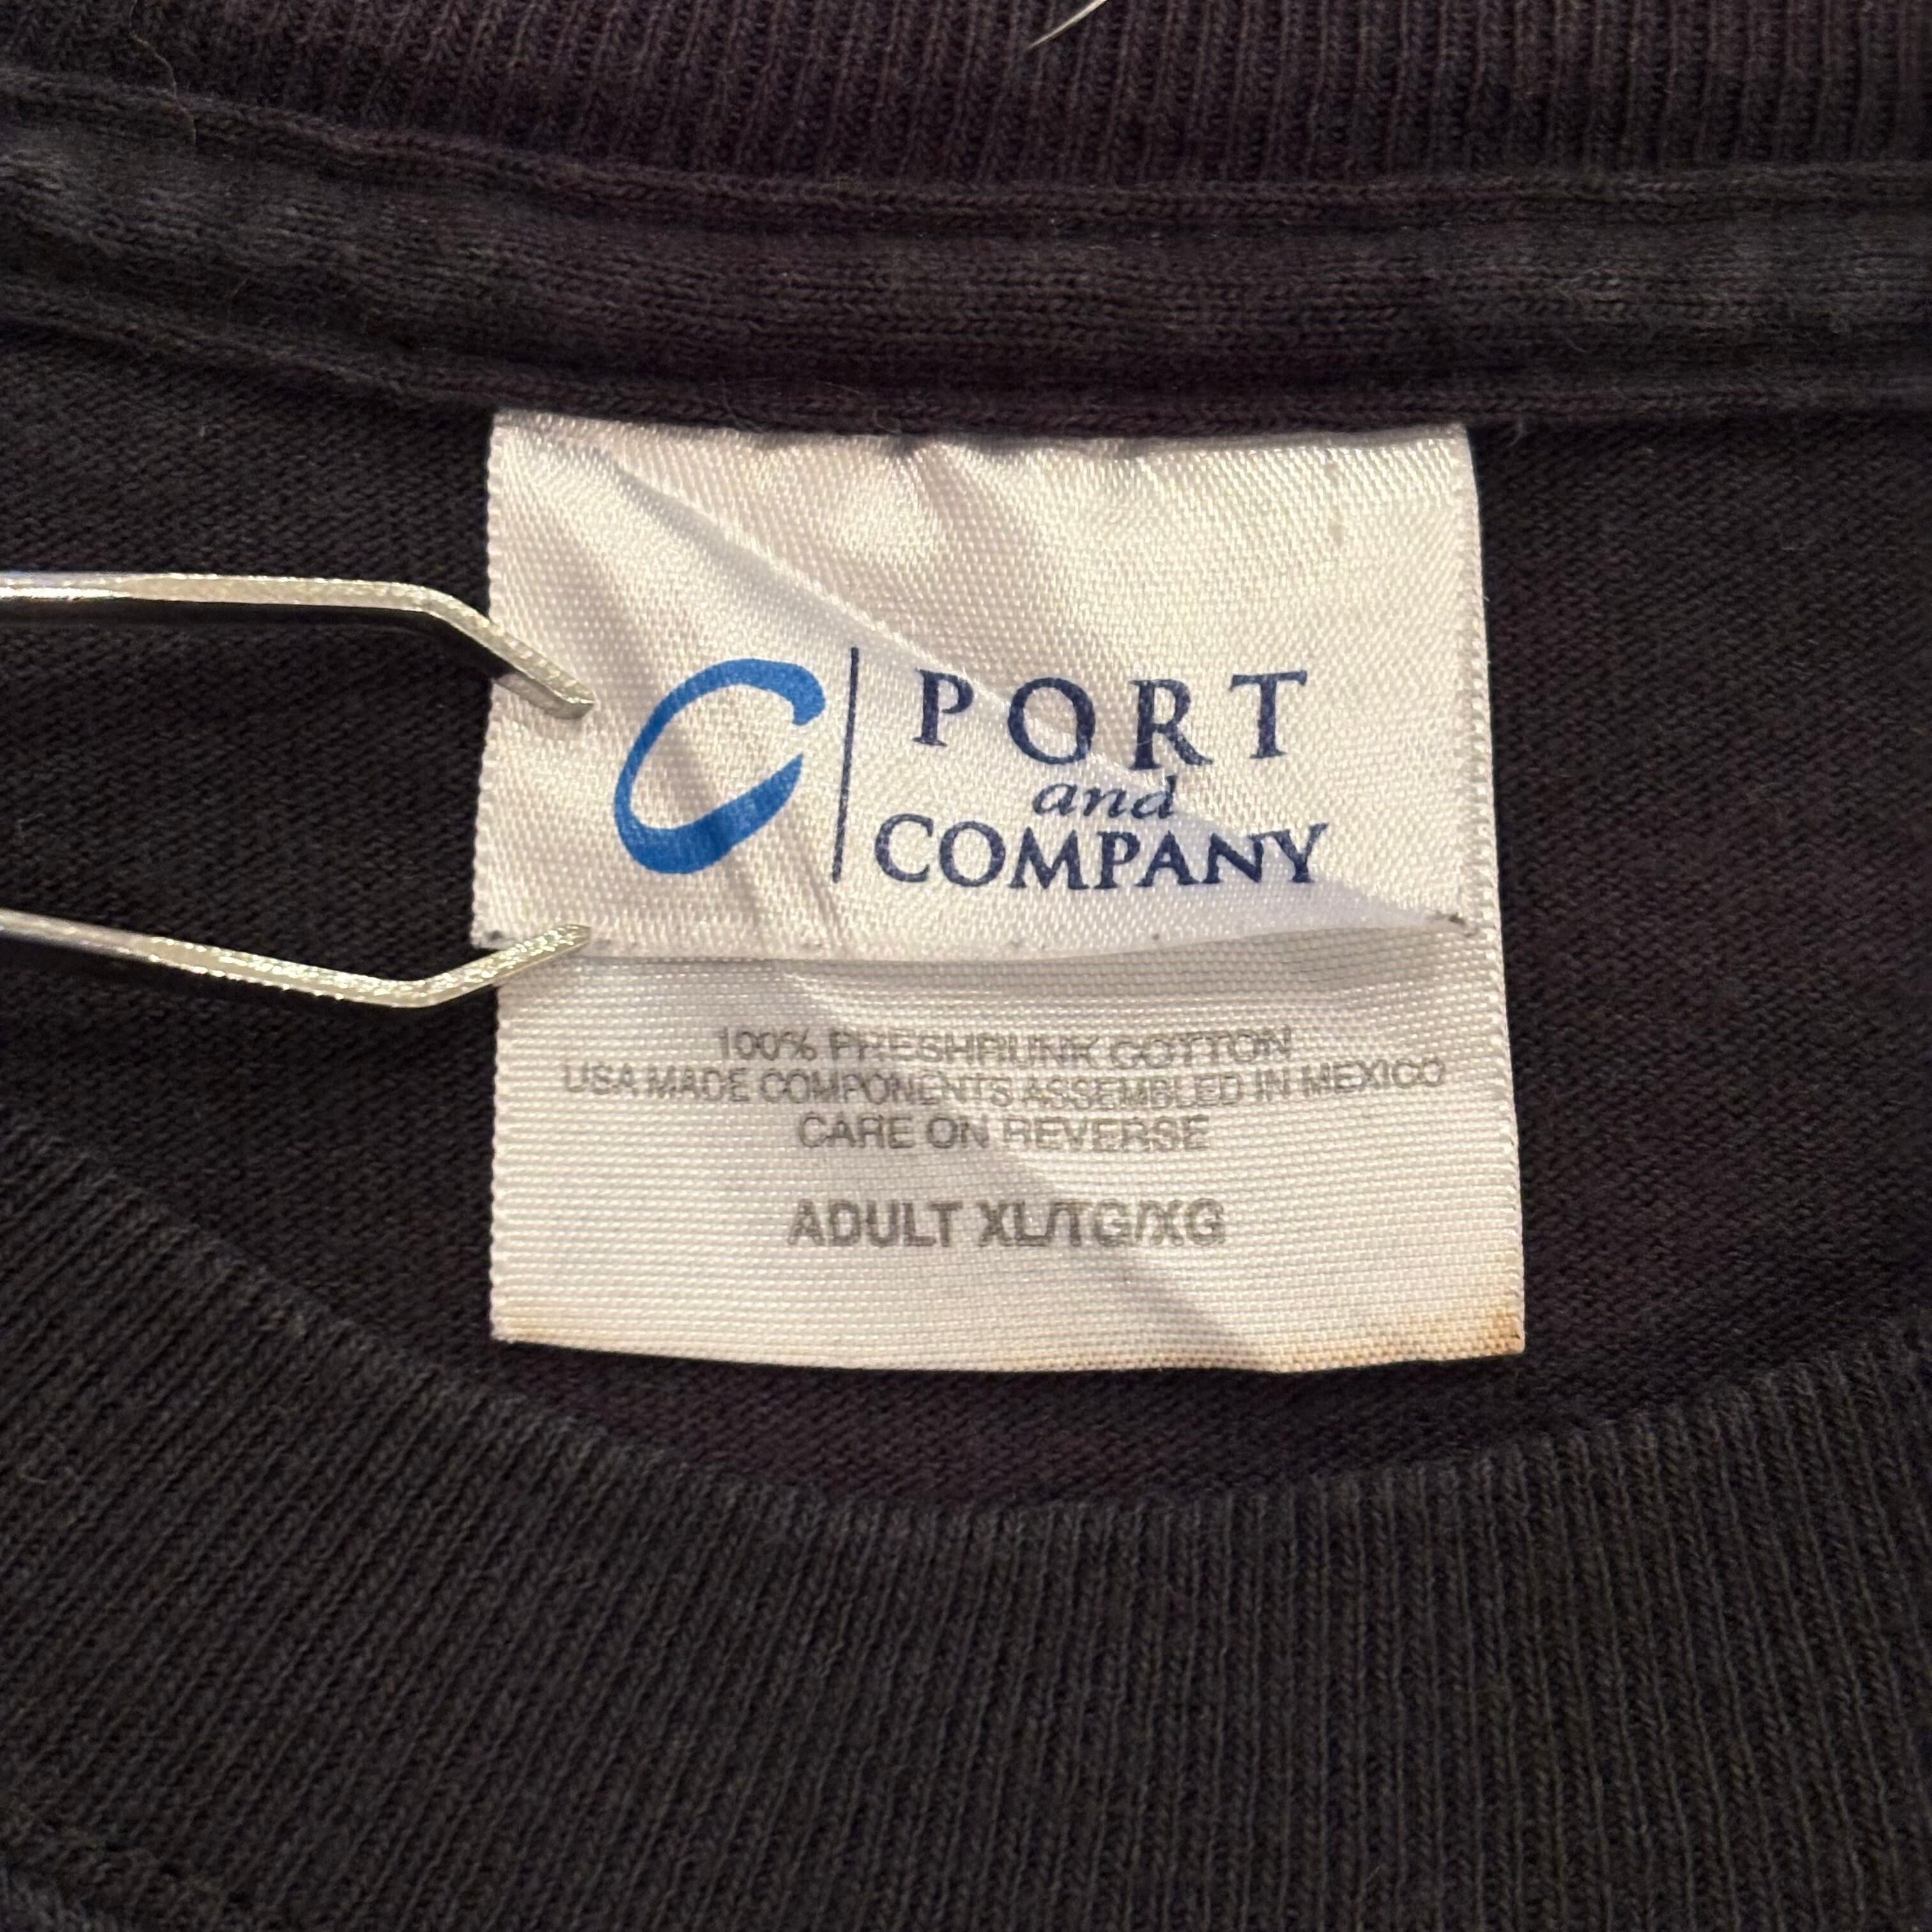 C
PORT
and
COMPANY
100% PRESHRUNK COTTON
USA MADE COMPONENTS ASSEMBLED IN MEXICO
CARE ON REVERSE
ADULT XL/TG/XG